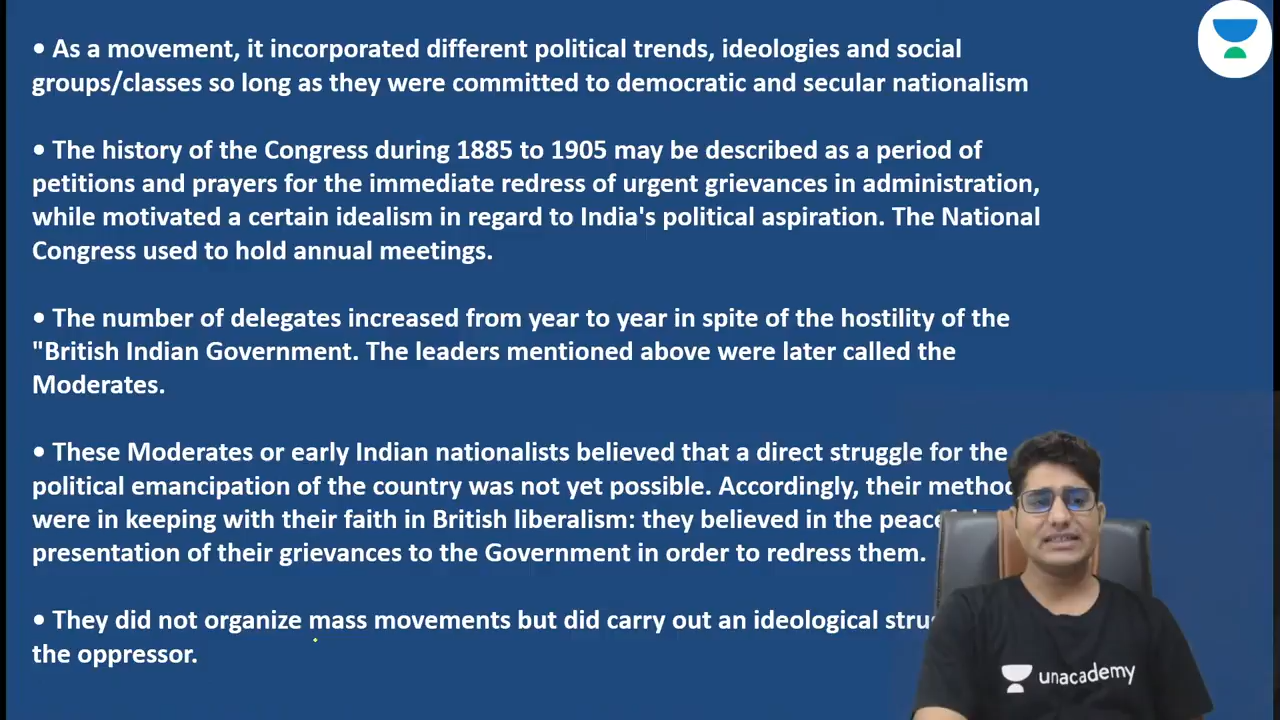 • As a movement, it incorporated different political trends, ideologies and social
groups/classes so long as they were committed to democratic and secular nationalism
• The history of the Congress during 1885 to 1905 may be described as a period of
petitions and prayers for the immediate redress of urgent grievances in administration,
while motivated a certain idealism in regard to India's political aspiration. The National
Congress used to hold annual meetings.
• The number of delegates increased from year to year in spite of the hostility of the
"British Indian Government. The leaders mentioned above were later called the
Moderates.
• These Moderates or early Indian nationalists believed that a direct struggle for the
political emancipation of the country was not yet possible. Accordingly, their
were in keeping with their faith in British liberalism: they believed in the
presentation of their grievances to the Government in order to redress them.
• They did not organize mass movements but did carry out an ideological
the oppressor.
unacademy